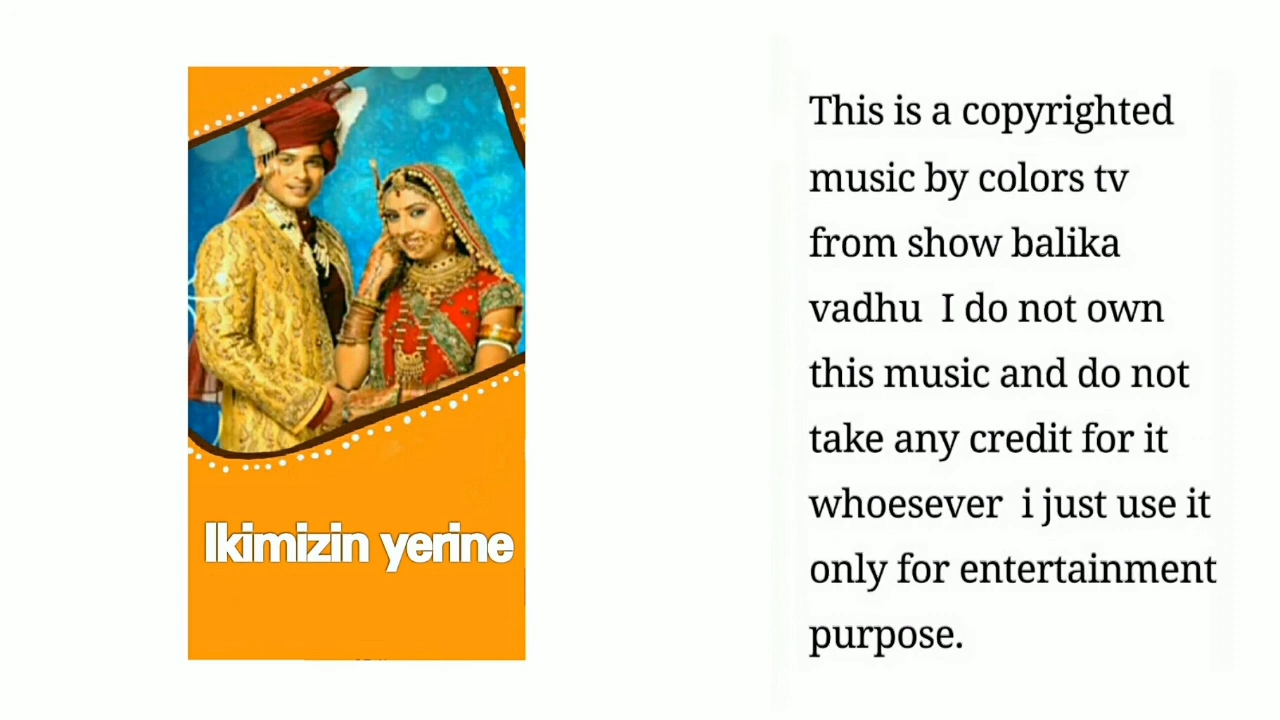 Ikimizin yerine
This is a copyrighted
music by colors tv
from show balika
vadhu I do not own
this music and do not
take any credit for it
whoesever i just use it
only for entertainment
purpose.